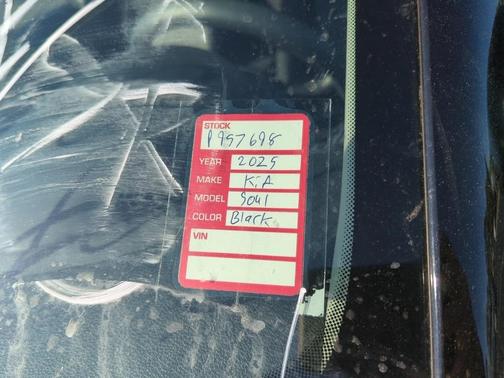 STOCK
P957698
YEAR 2025
MAKE KiA
MODEL Soul
COLOR Black
VIN